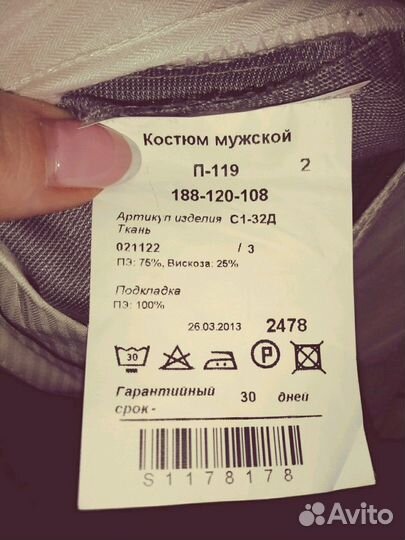 Костюм мужской
П-119 2
188-120-108
Артикул изделия С1-32Д
Ткань
021122 / 3
ПЭ: 75%, Вискоза: 25%
Подкладка
ПЭ: 100%
26.03.2013 2478
30 P
Гарантийный 30 дней
срок-
S1178178
Avito